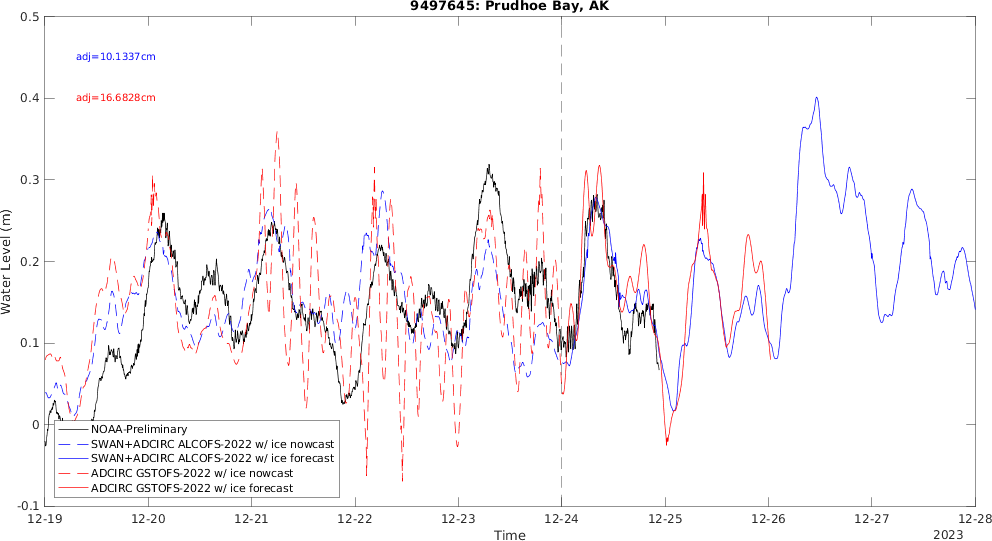 9497645: Prudhoe Bay, AK
0.5
adj=10.1337cm
0.4
adj=16.6828cm
0.3
0.2
Water Level (m)
0.1
0
NOAA-Preliminary
SWAN+ADCIRC ALCOFS-2022 w/ ice nowcast
SWAN+ADCIRC ALCOFS-2022 w/ ice forecast
ADCIRC GSTOFS-2022 w/ ice nowcast
ADCIRC GSTOFS-2022 w/ ice forecast
-0.1
12-19 12-20 12-21 12-22 12-23 12-24 12-25 12-26 12-27 12-28
Time
2023